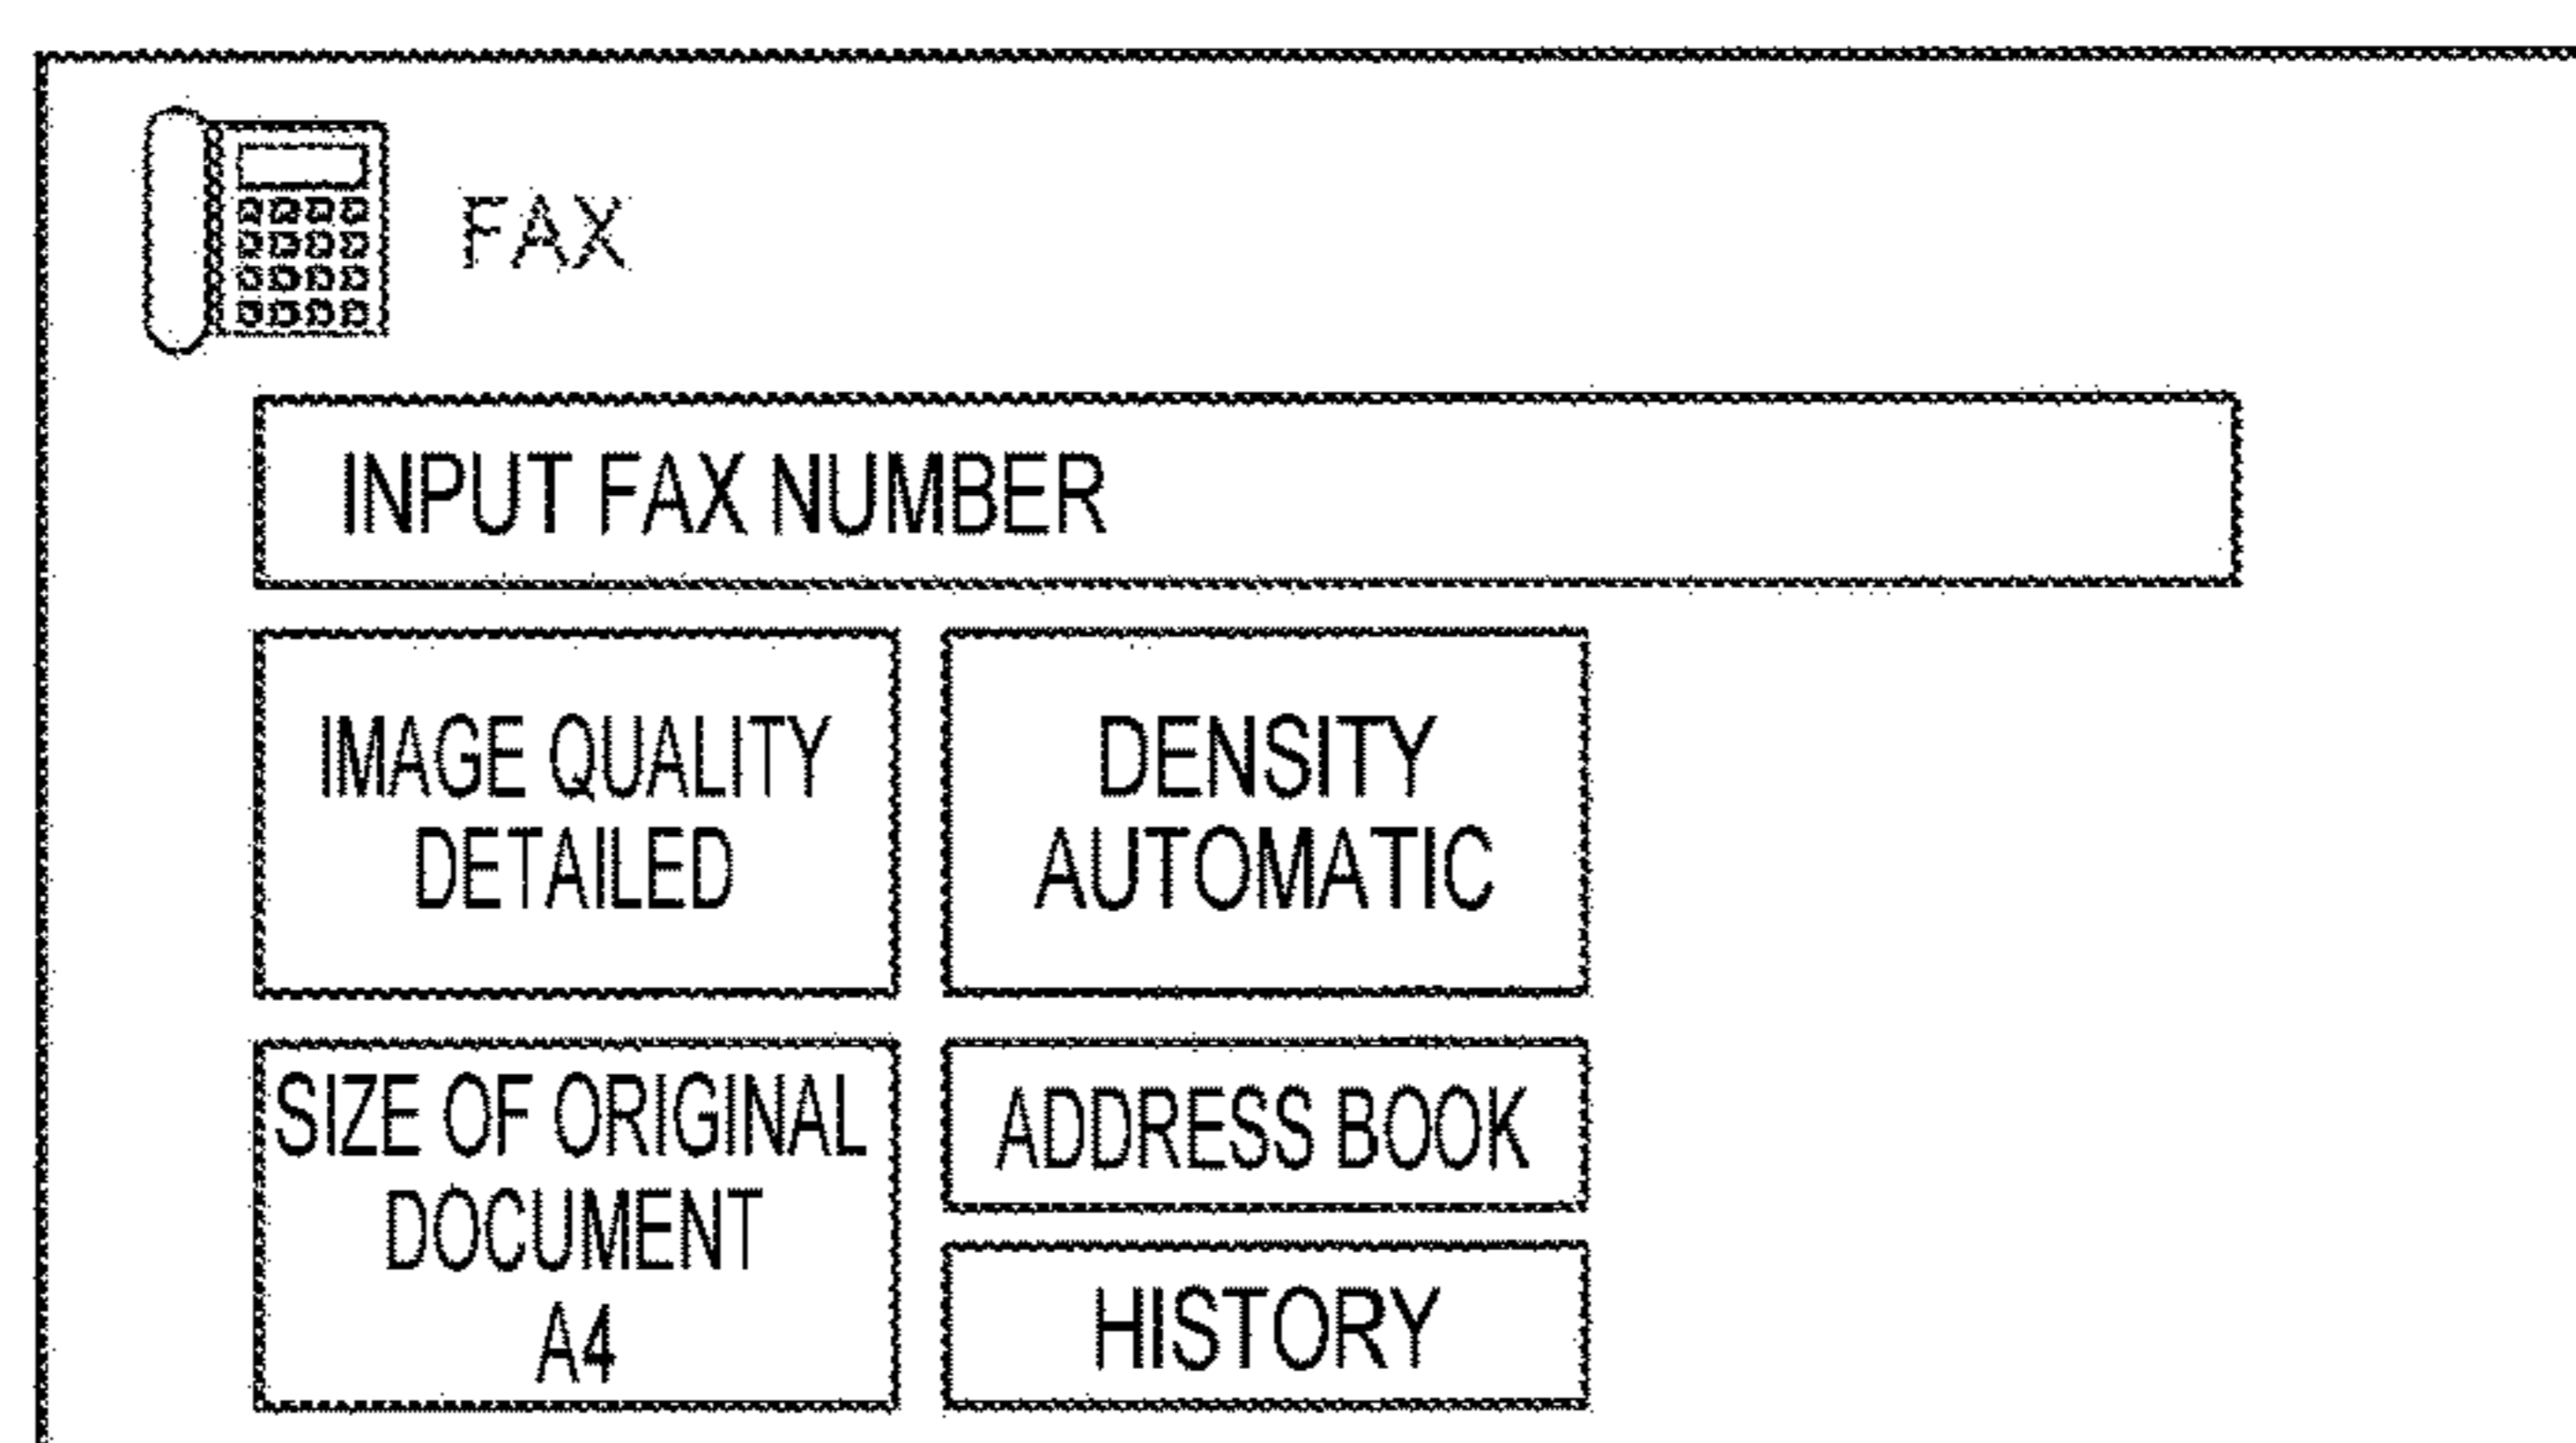 FAX
INPUT FAX NUMBER
IMAGE QUALITY
DETAILED
DENSITY
AUTOMATIC
SIZE OF ORIGINAL
DOCUMENT
A4
ADDRESS BOOK
HISTORY